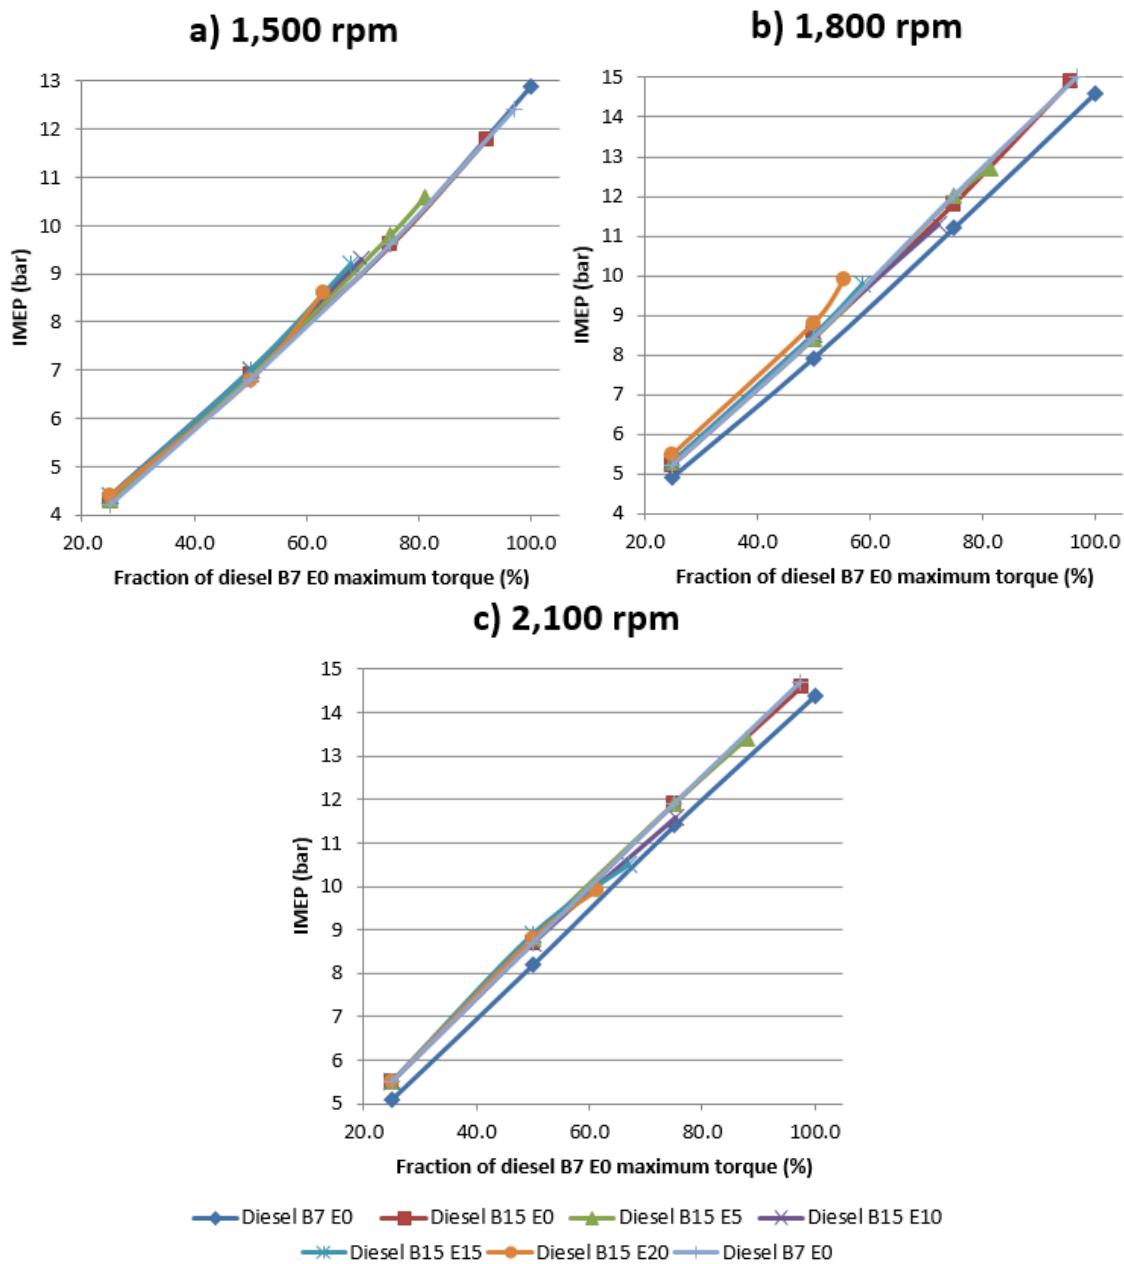 a) 1,500 rpm
13
12
11
10
9
8
7
6
5
4
IMEP (bar)
20.0 40.0 60.0 80.0 100.0
Fraction of diesel B7 E0 maximum torque (%)
b) 1,800 rpm
15
14
13
12
11
10
9
8
7
6
5
4
IMEP (bar)
20.0 40.0 60.0 80.0 100.0
Fraction of diesel B7 E0 maximum torque (%)
c) 2,100 rpm
15
14
13
12
11
10
9
8
7
6
5
IMEP (bar)
20.0 40.0 60.0 80.0 100.0
Fraction of diesel B7 E0 maximum torque (%)
Diesel B7 E0 Diesel B15 E0 Diesel B15 E5 Diesel B15 E10
Diesel B15 E15 Diesel B15 E20 Diesel B7 E0